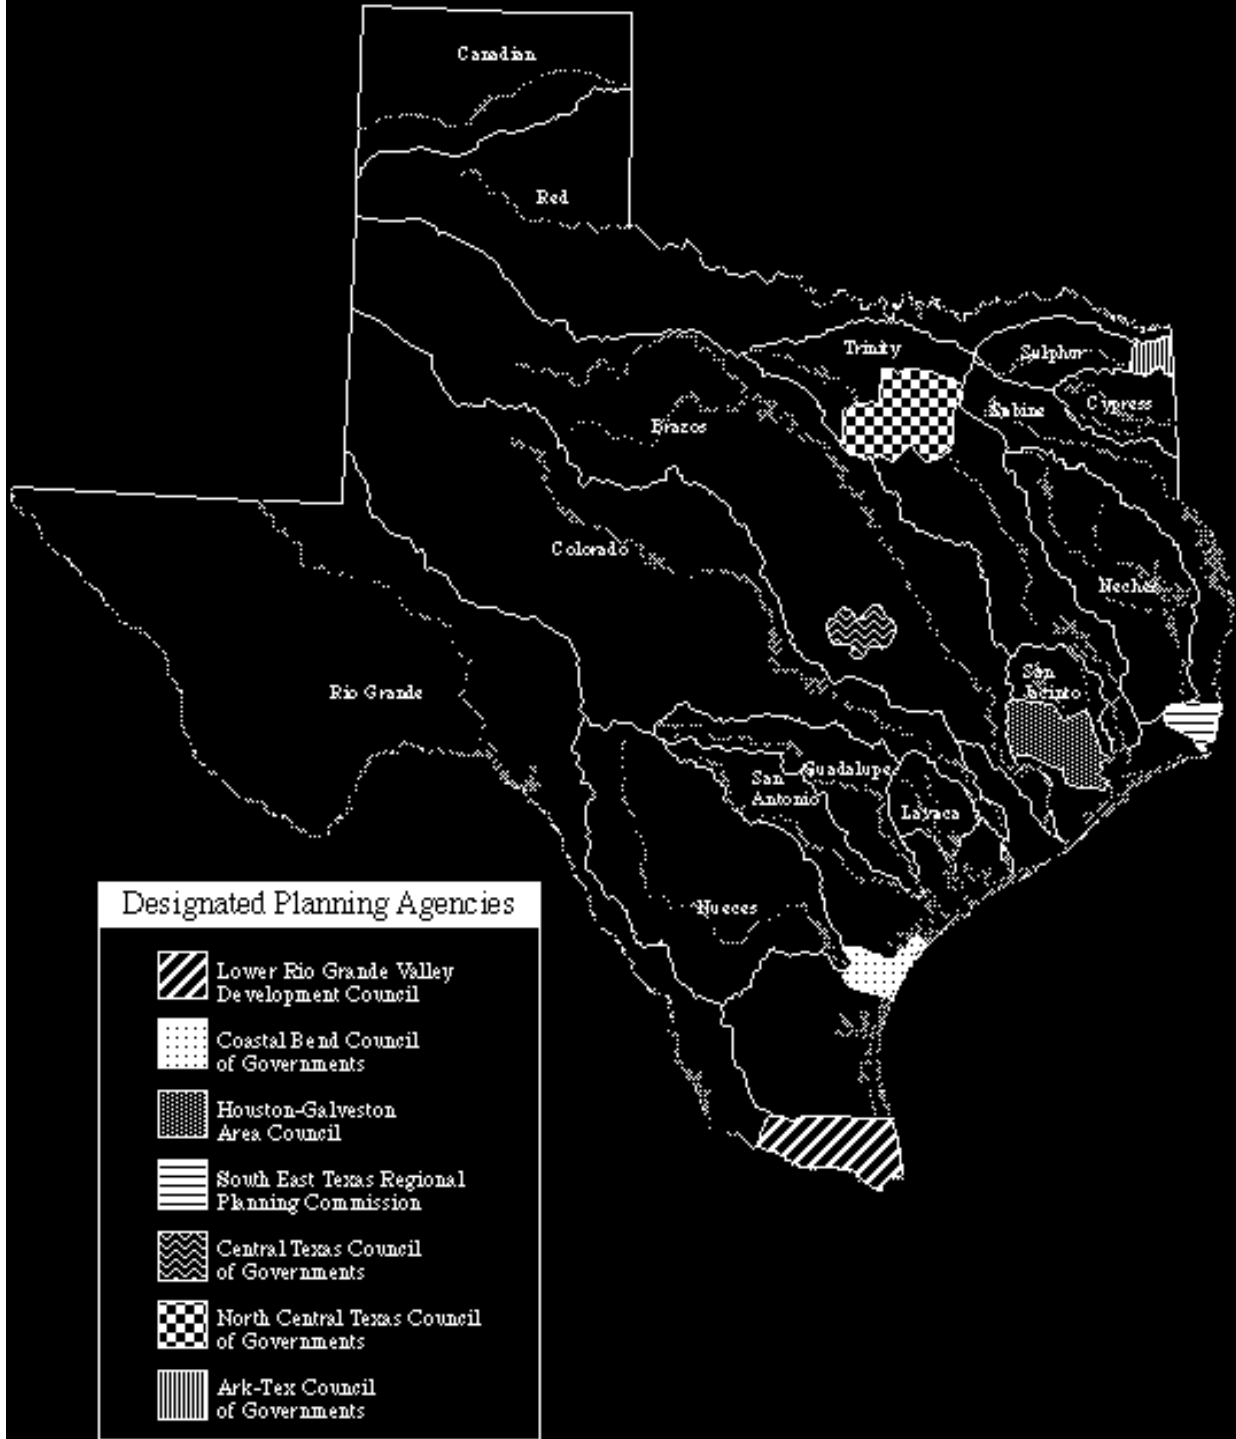 Canadian
Red
Trinity
Sulphur
Sabine
Cypress
Brazos
Colorado
Neches
San
Jacinto
Rio Grande
Guadalupe
San
Antonio
Lavaca
Nueces
Designated Planning Agencies
Lower Rio Grande Valley
Development Council
Coastal Bend Council
of Governments
Houston-Galveston
Area Council
South East Texas Regional
Planning Commission
Central Texas Council
of Governments
North Central Texas Council
of Governments
Ark-Tex Council
of Governments